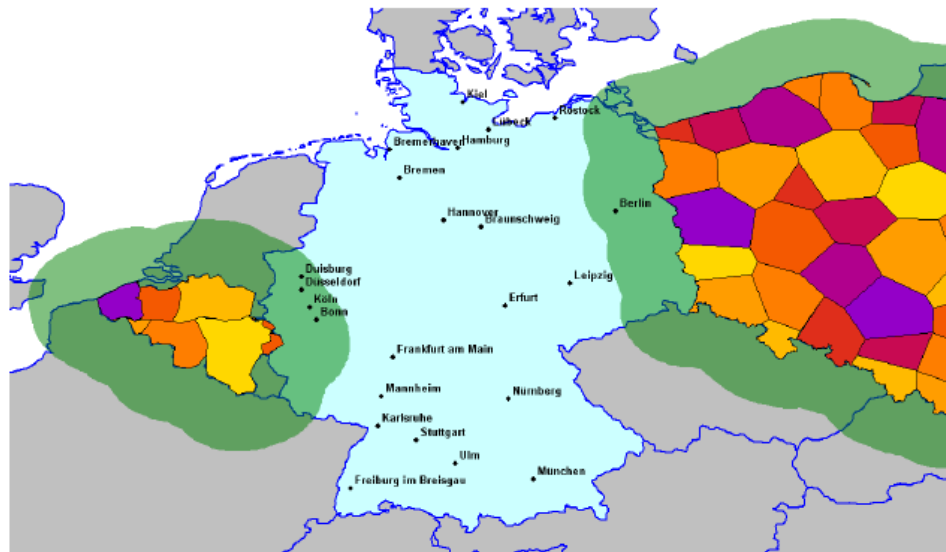 Kiel
Rostock
Lübeck
Bremerhaven
Hamburg
Bremen
Berlin
Hannover
Braunschweig
Duisburg
Düsseldorf
Leipzig
Köln
Erfurt
Bonn
Frankfurt am Main
Mannheim
Nürnberg
Karlsruhe
Stuttgart
Ulm
München
Freiburg im Breisgau